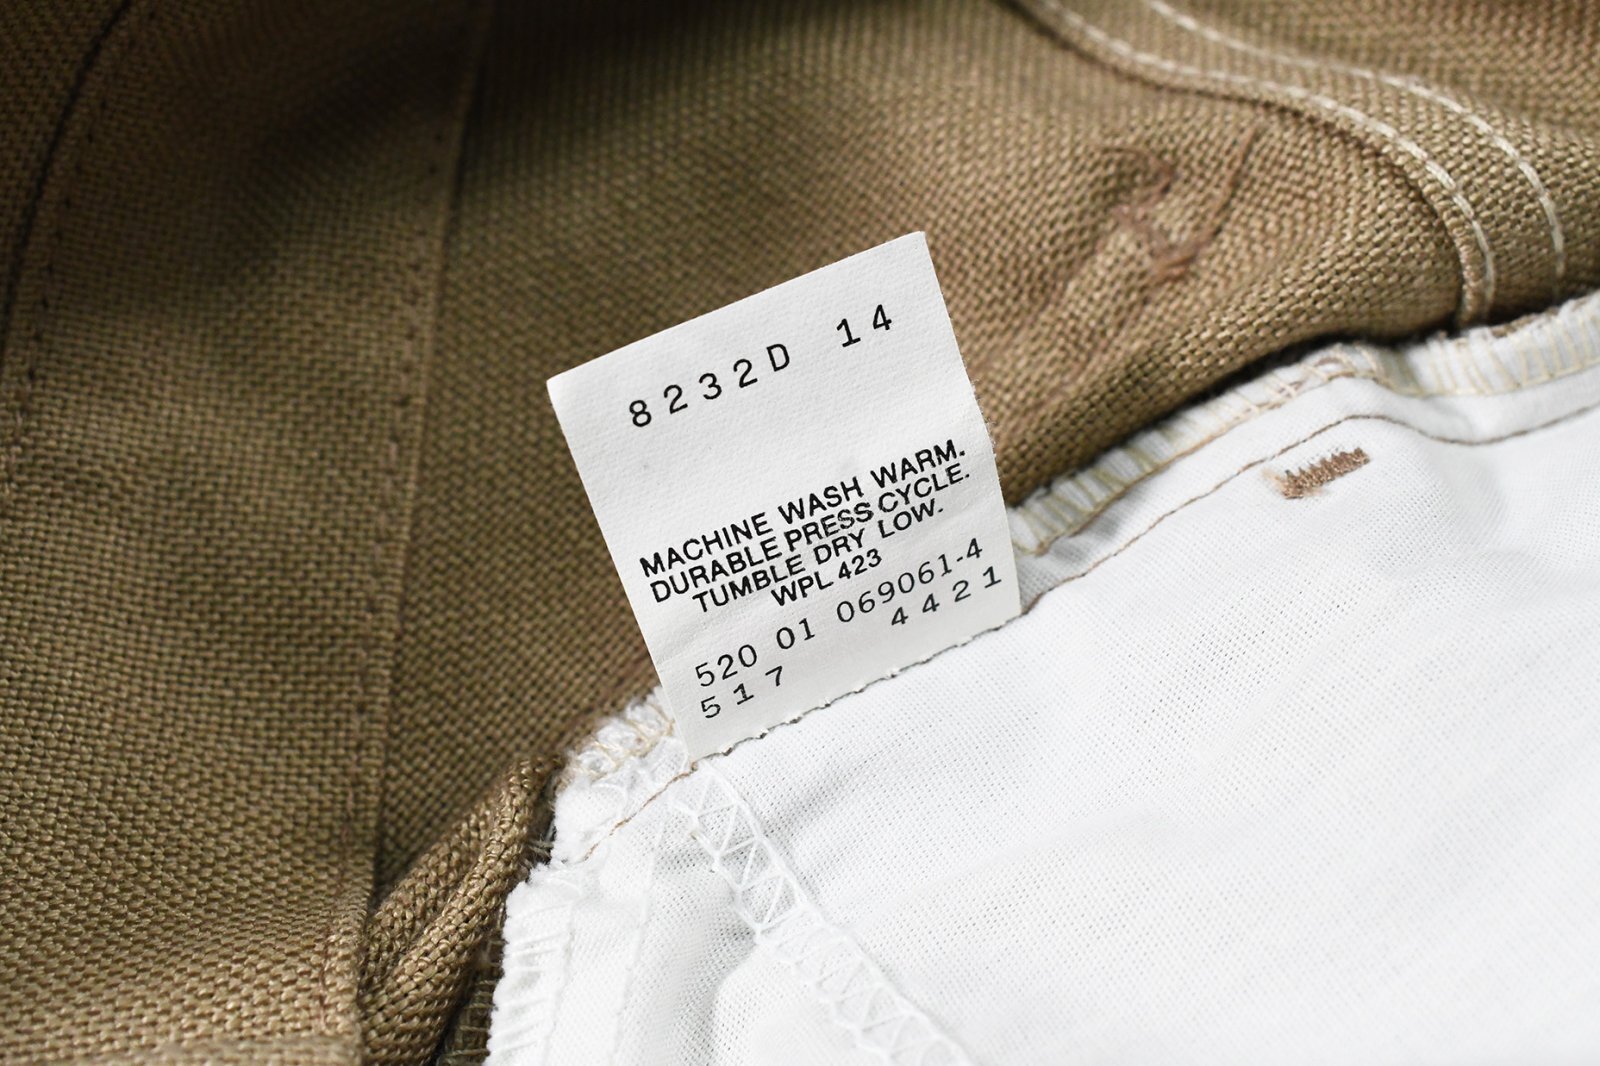 8232D 14
MACHINE WASH WARM.
DURABLE PRESS CYCLE.
TUMBLE DRY LOW.
WPL 423
520 01 069061-4
517 4421